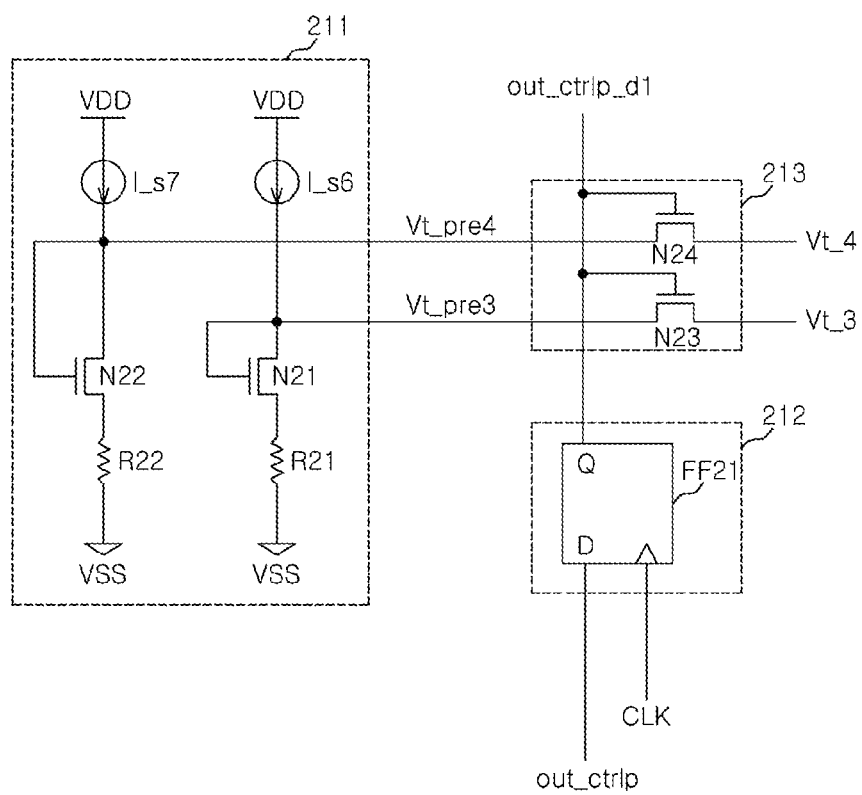 211
VDD
VDD
out_ctrlp_d1
I_s7
I_s6
213
Vt_pre4
N24
Vt_4
Vt_pre3
N23
Vt_3
N22
N21
212
R22
R21
Q
FF21
D
VSS
VSS
CLK
out_ctrlp